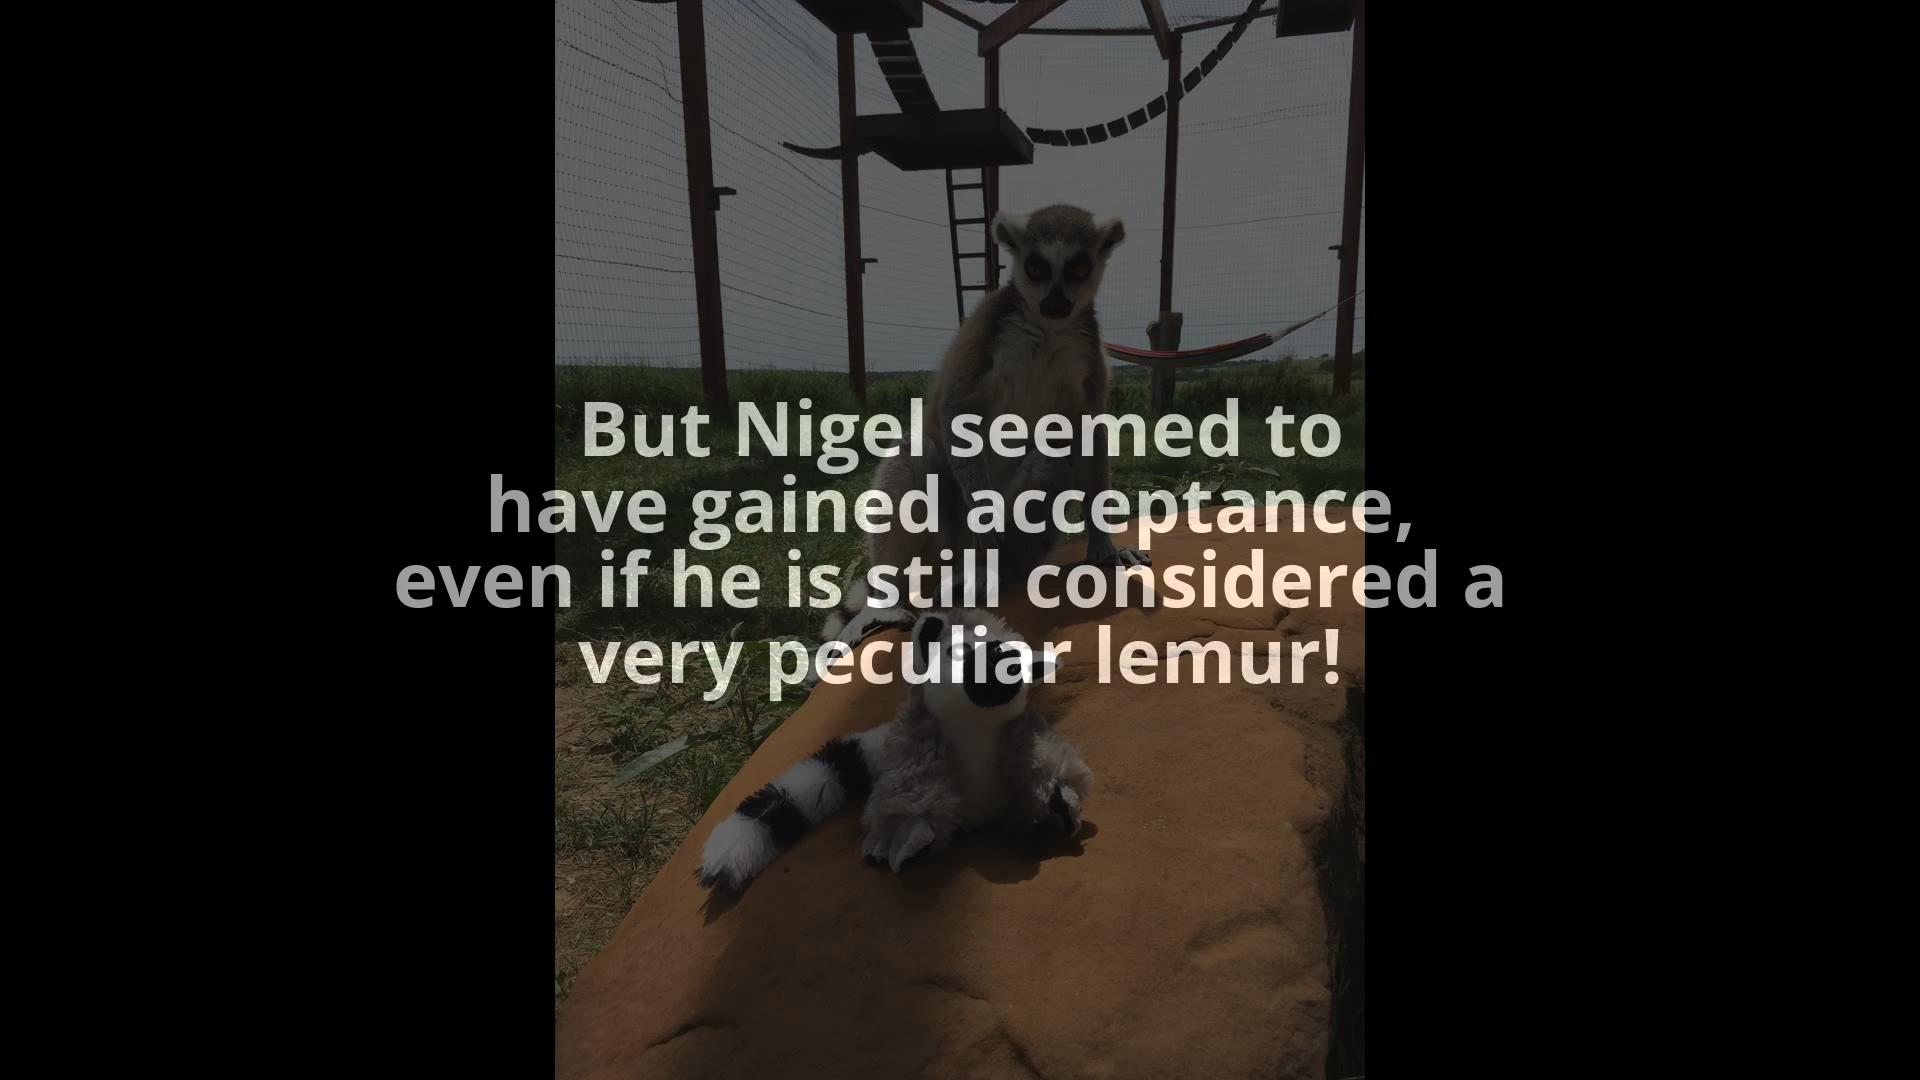 But Nigel seemed to
have gained acceptance,
even if he is still considered a
very peculiar lemur!